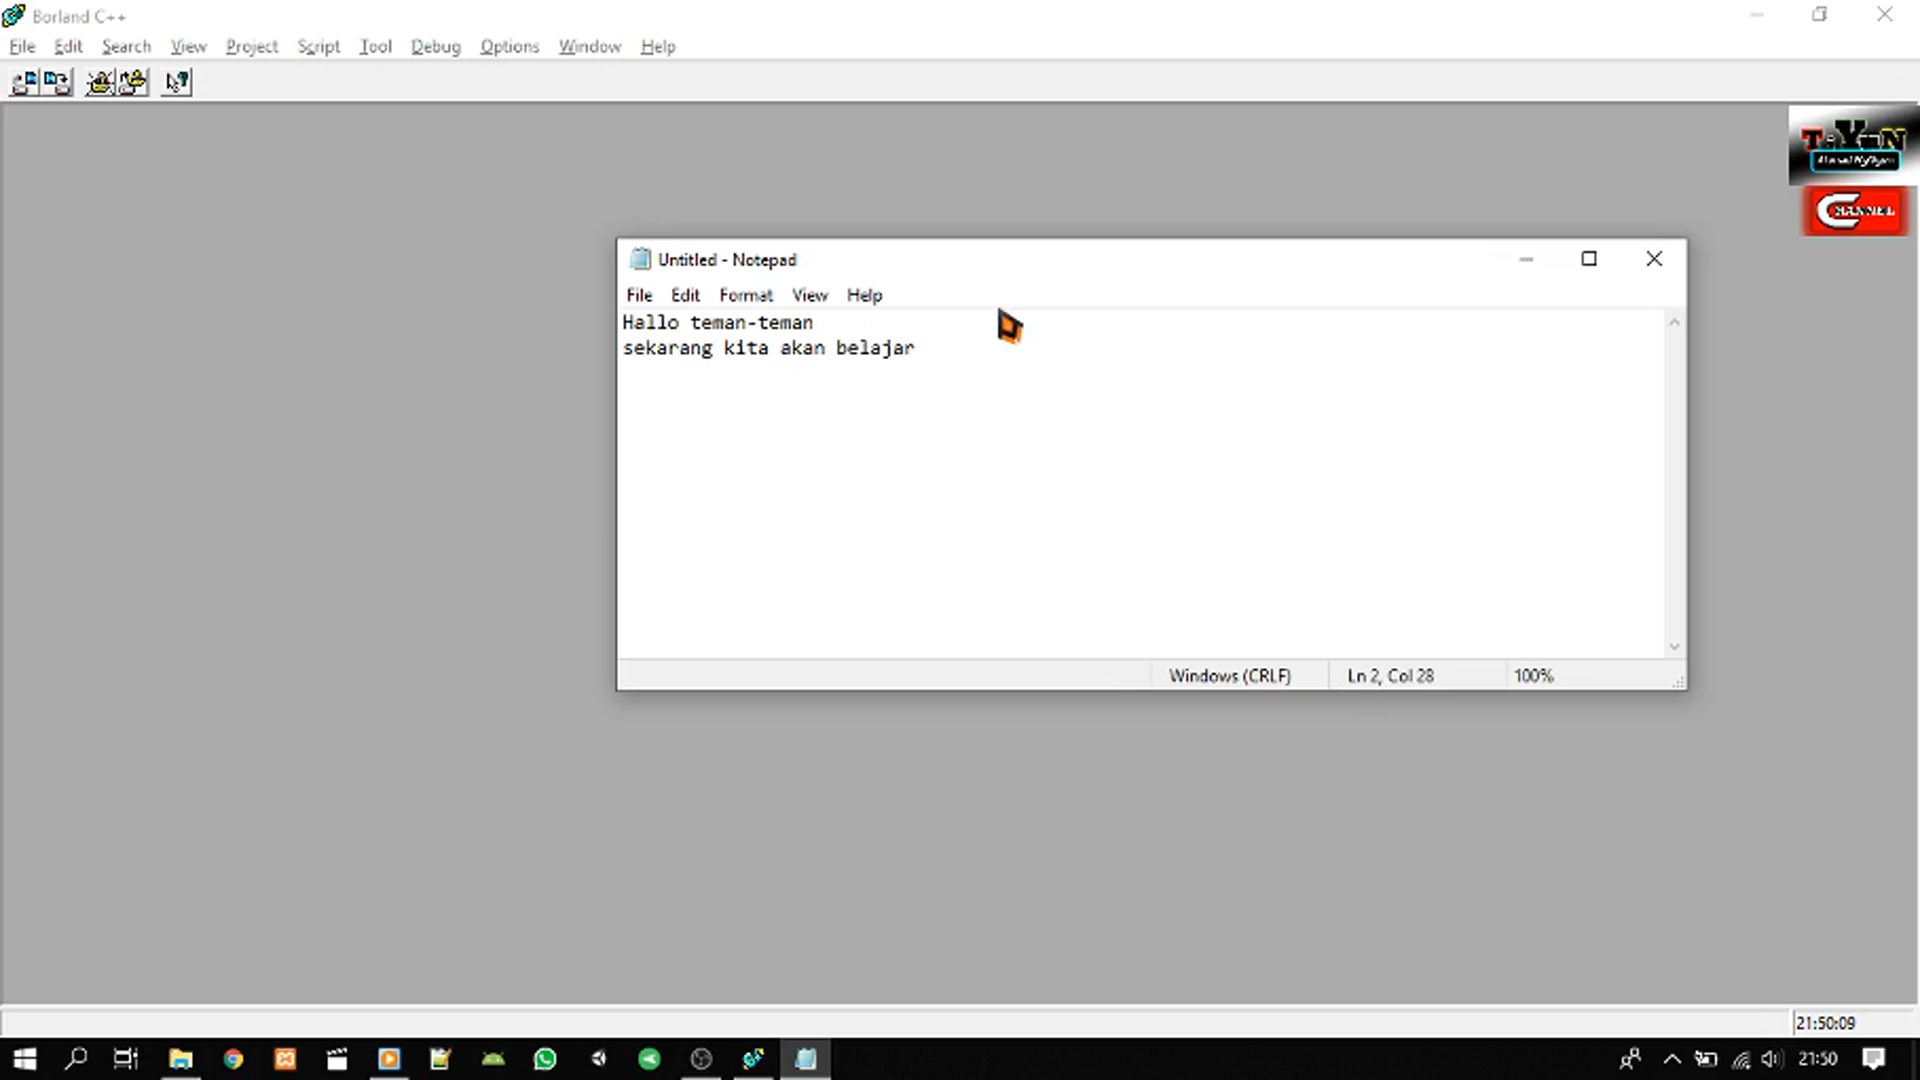 Borland C++
File Edit Search View Project Script Tool Debug Options Window Help
CHANNEL
Untitled - Notepad
File Edit Format View Help
Hallo teman-teman
sekarang kita akan belajar
Windows (CRLF) Ln 2, Col 28 100%
21:50:09
21:50